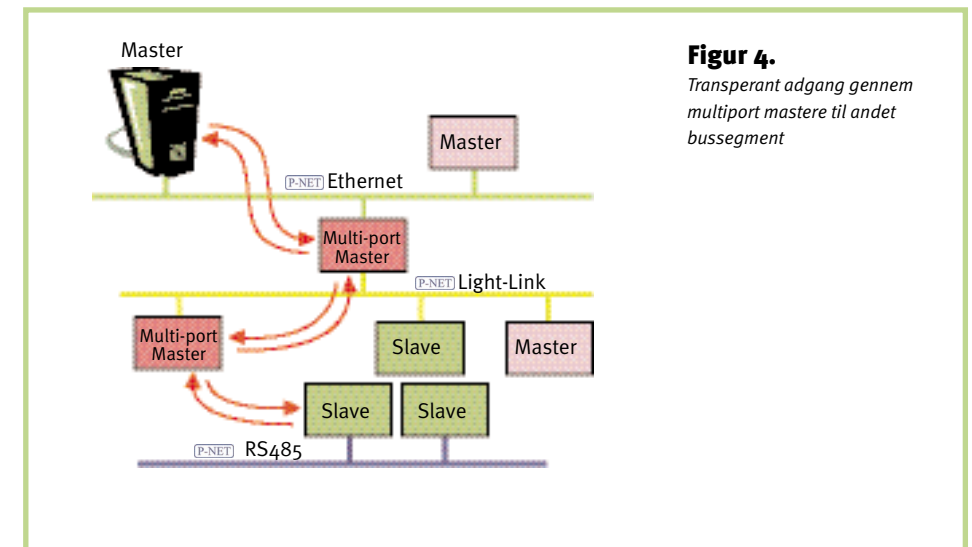 Master
Figur 4.
Transperant adgang gennem
multiport mastere til andet
bussegment
Master
P-NET Ethernet
Multi-port
Master
P-NET Light-Link
Multi-port
Master
Slave
Master
Slave
Slave
P-NET RS485